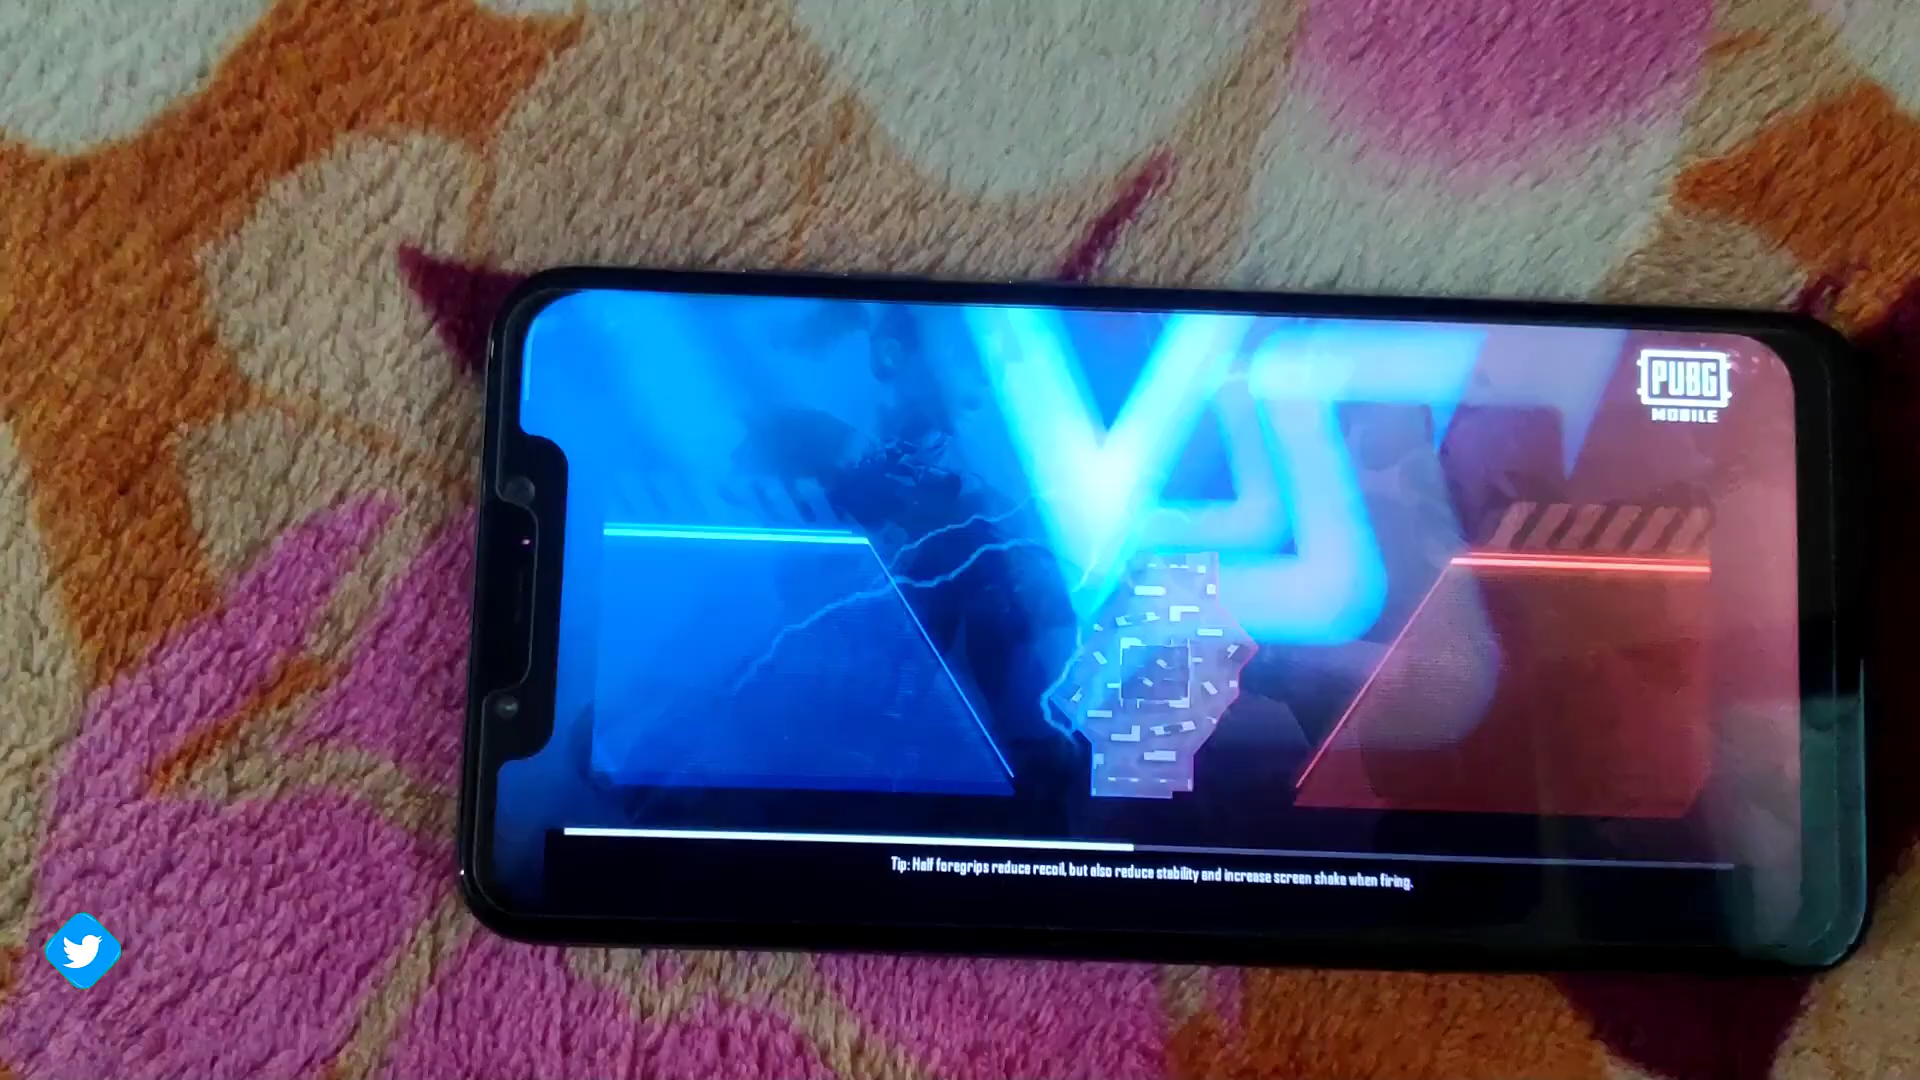 VS
PUBG
MOBILE
Tip: Half foregrips reduce recoil, but also reduce stability and increase screen shake when firing.